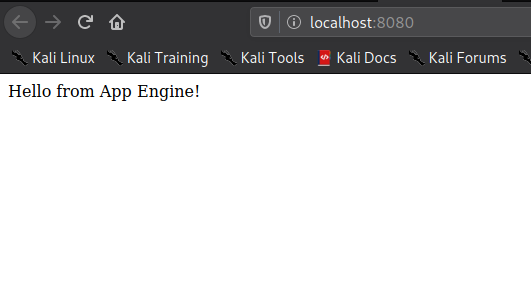 localhost:8080
Kali Linux Kali Training Kali Tools Kali Docs Kali Forums
Hello from App Engine!